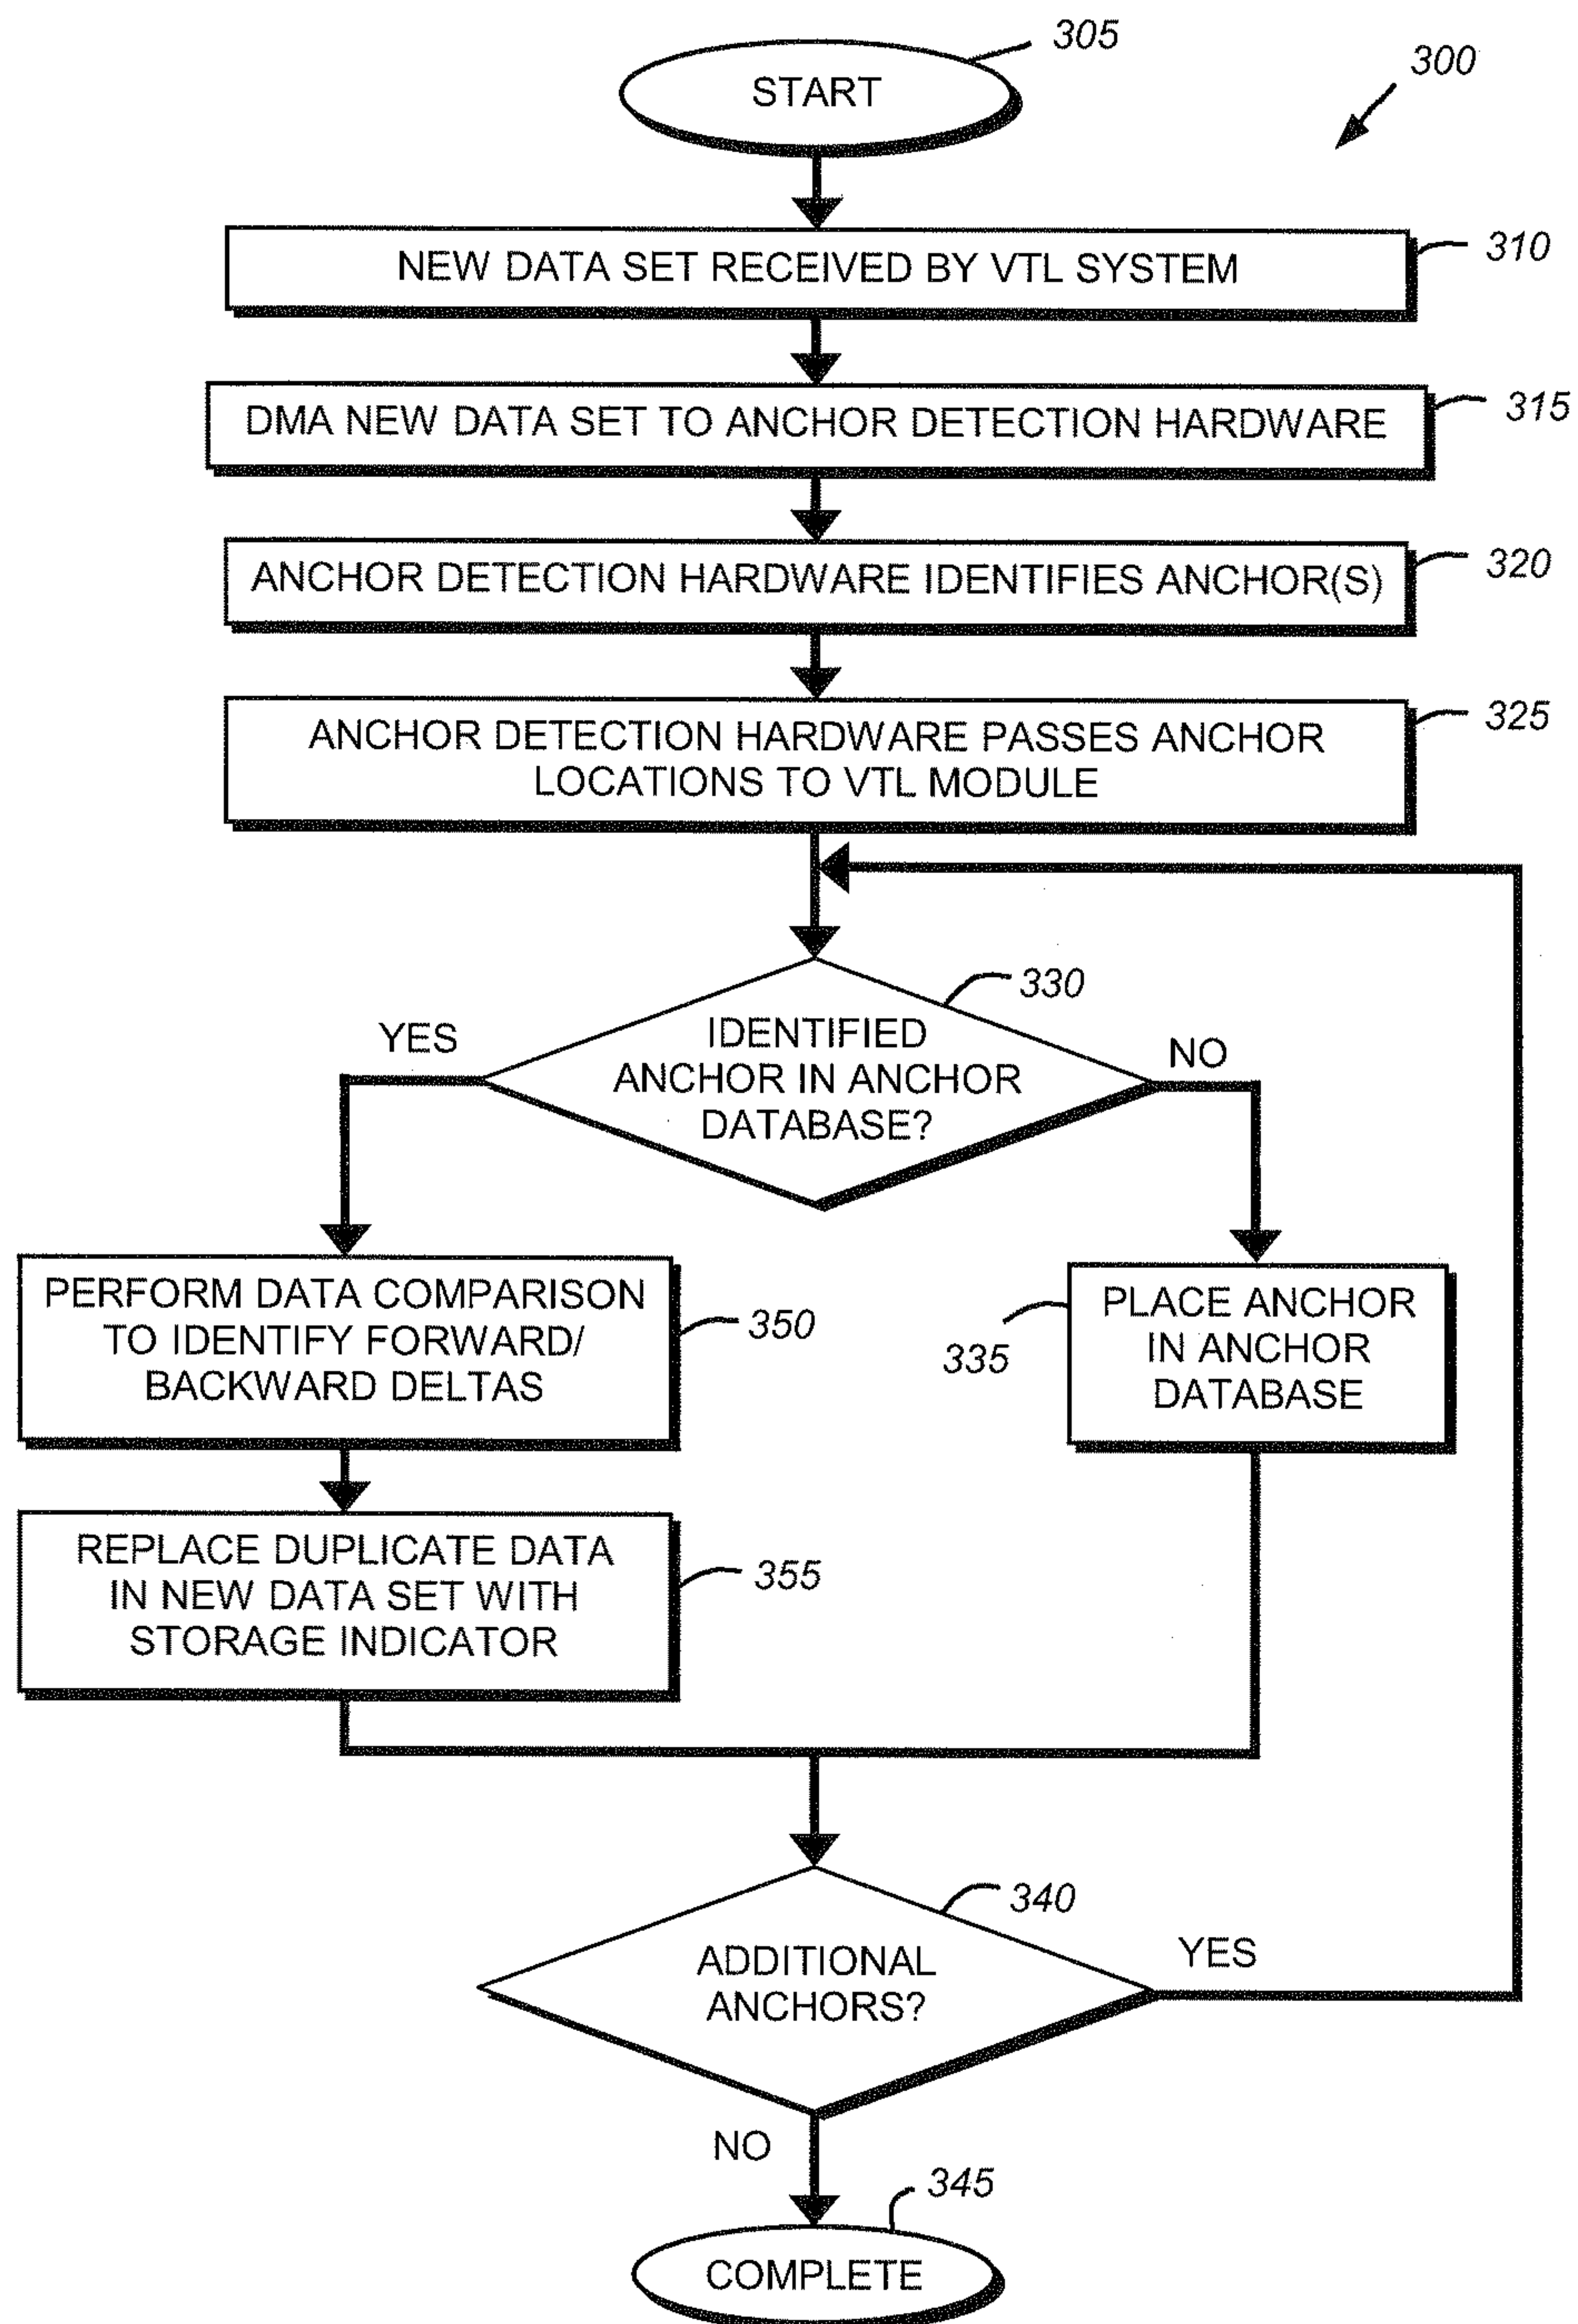 305
START
300
NEW DATA SET RECEIVED BY VTL SYSTEM
310
DMA NEW DATA SET TO ANCHOR DETECTION HARDWARE
315
ANCHOR DETECTION HARDWARE IDENTIFIES ANCHOR(S)
320
ANCHOR DETECTION HARDWARE PASSES ANCHOR
LOCATIONS TO VTL MODULE
325
330
YES
IDENTIFIED
ANCHOR IN ANCHOR
DATABASE?
NO
PERFORM DATA COMPARISON
TO IDENTIFY FORWARD/
BACKWARD DELTAS
350
335
PLACE ANCHOR
IN ANCHOR
DATABASE
REPLACE DUPLICATE DATA
IN NEW DATA SET WITH
STORAGE INDICATOR
355
340
ADDITIONAL
ANCHORS?
YES
NO
345
COMPLETE